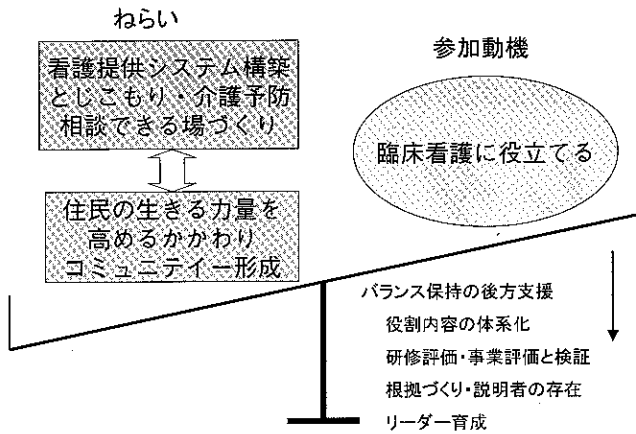 ねらい
看護提供システム構築
とじこもり・介護予防
相談できる場づくり
住民の生きる力量を
高めるかかわり
コミュニテイー形成
参加動機
臨床看護に役立てる
バランス保持の後方支援
役割内容の体系化
研修評価・事業評価と検証
根拠づくり・説明者の存在
リーダー育成